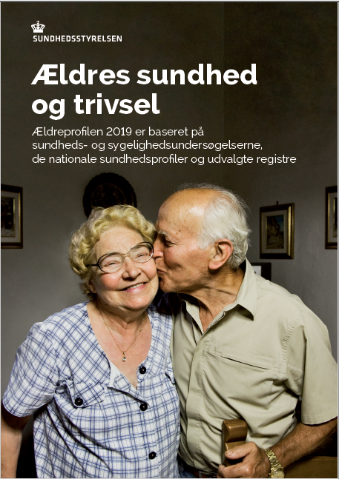 SUNDHEDSSTYRELSEN
Ældres sundhed
og trivsel
Ældreprofilen 2019 er baseret på
sundheds- og sygelighedsundersøgelserne,
de nationale sundhedsprofiler og udvalgte registre